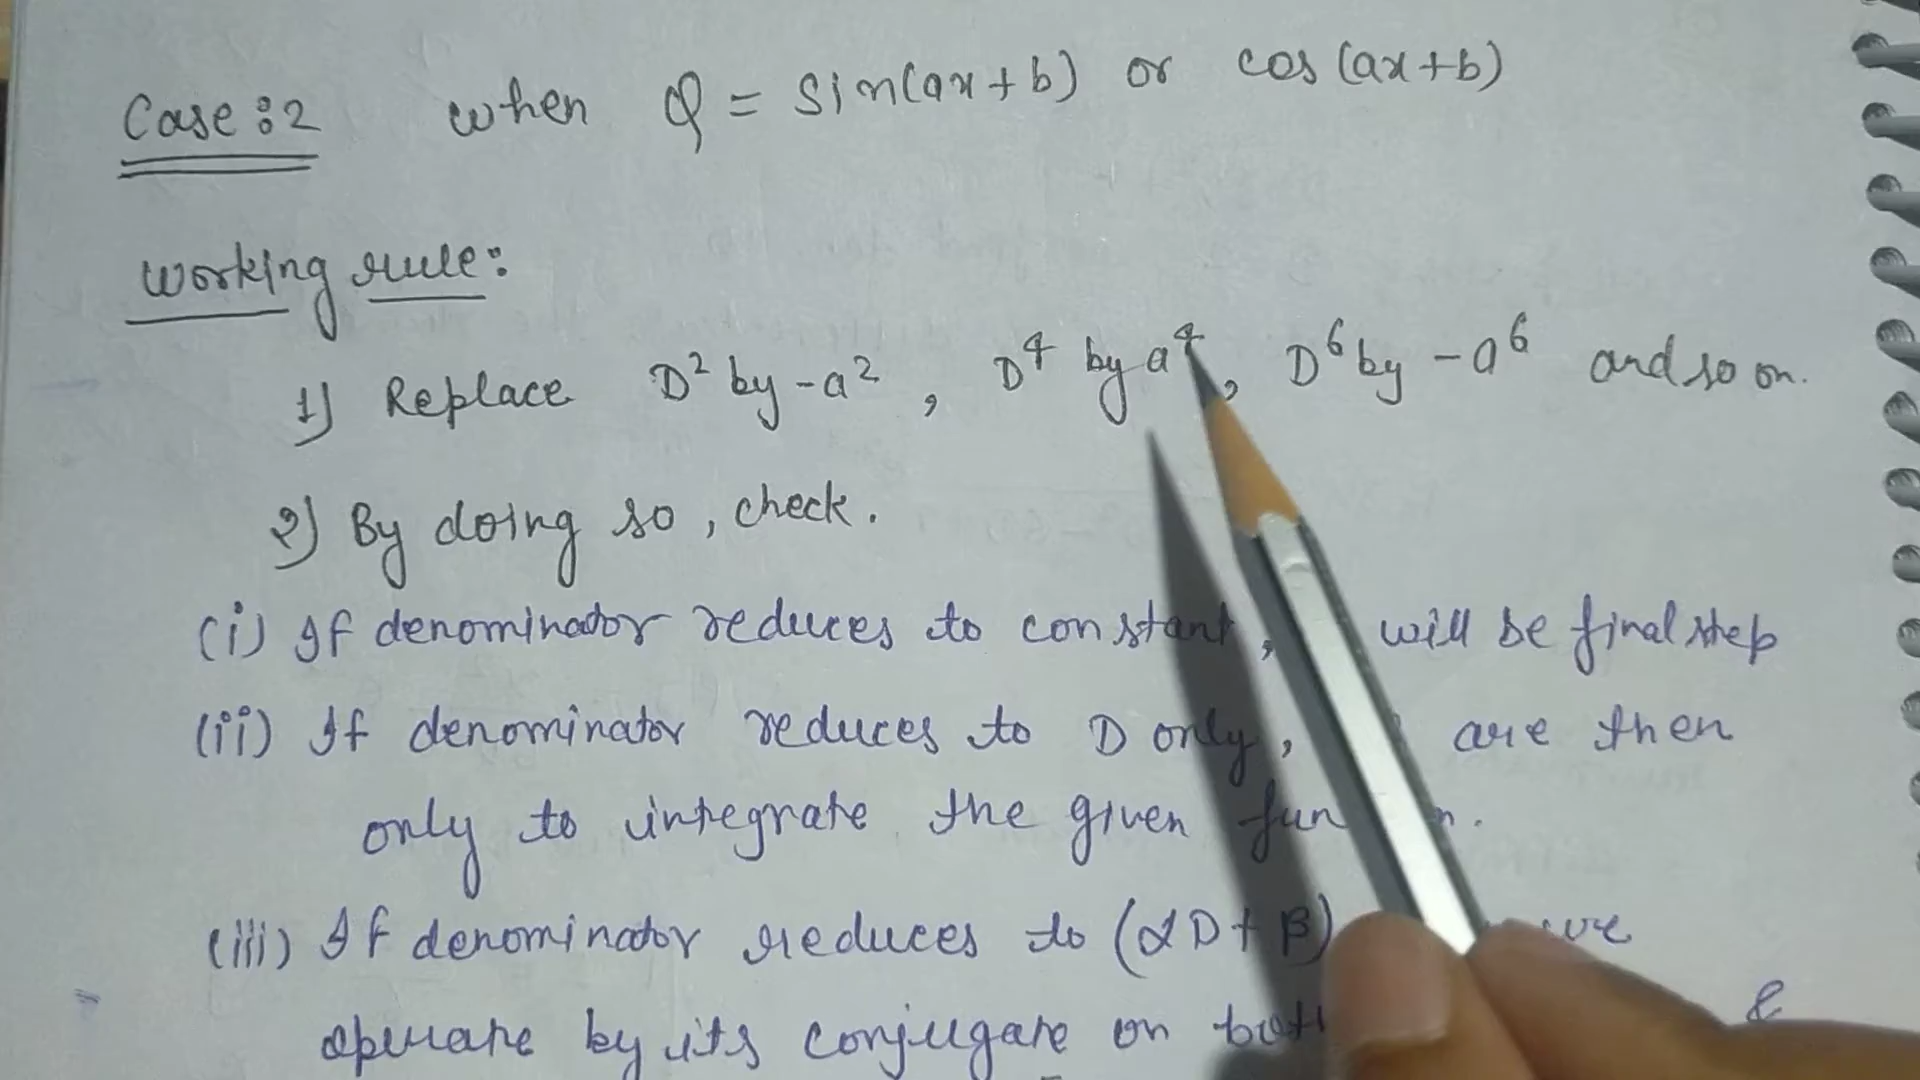 Case:2 when Q = sin(ax+b) or cos(ax+b)
Working rule:
1) Replace D² by -a², D⁴ by a⁴, D⁶ by -a⁶ and so on.
2) By doing so, check.
(i) If denominator reduces to constant, will be final step
(ii) If denominator reduces to D only, are then
only to integrate the given
(iii) If denominator reduces to (αD+β)
operate by its conjugate on &